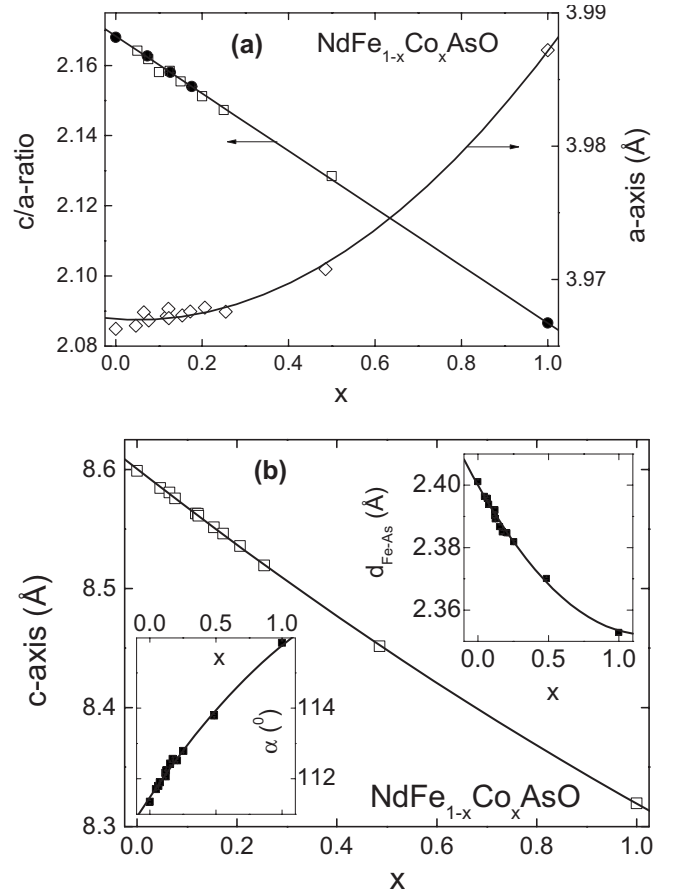 3.99
(a) NdFe1-xCoxAsO
2.16
2.14
3.98
c/a-ratio
a-axis (Å)
2.12
2.10
3.97
2.08
0.0 0.2 0.4 0.6 0.8 1.0
x
8.6
(b)
2.40
dFe-As (Å)
2.38
2.36
0.0 0.5 1.0
x
8.5
c-axis (Å)
0.0 0.5 1.0
x
8.4
114
α (0)
112
NdFe1-xCoxAsO
8.3
0.0 0.2 0.4 0.6 0.8 1.0
x